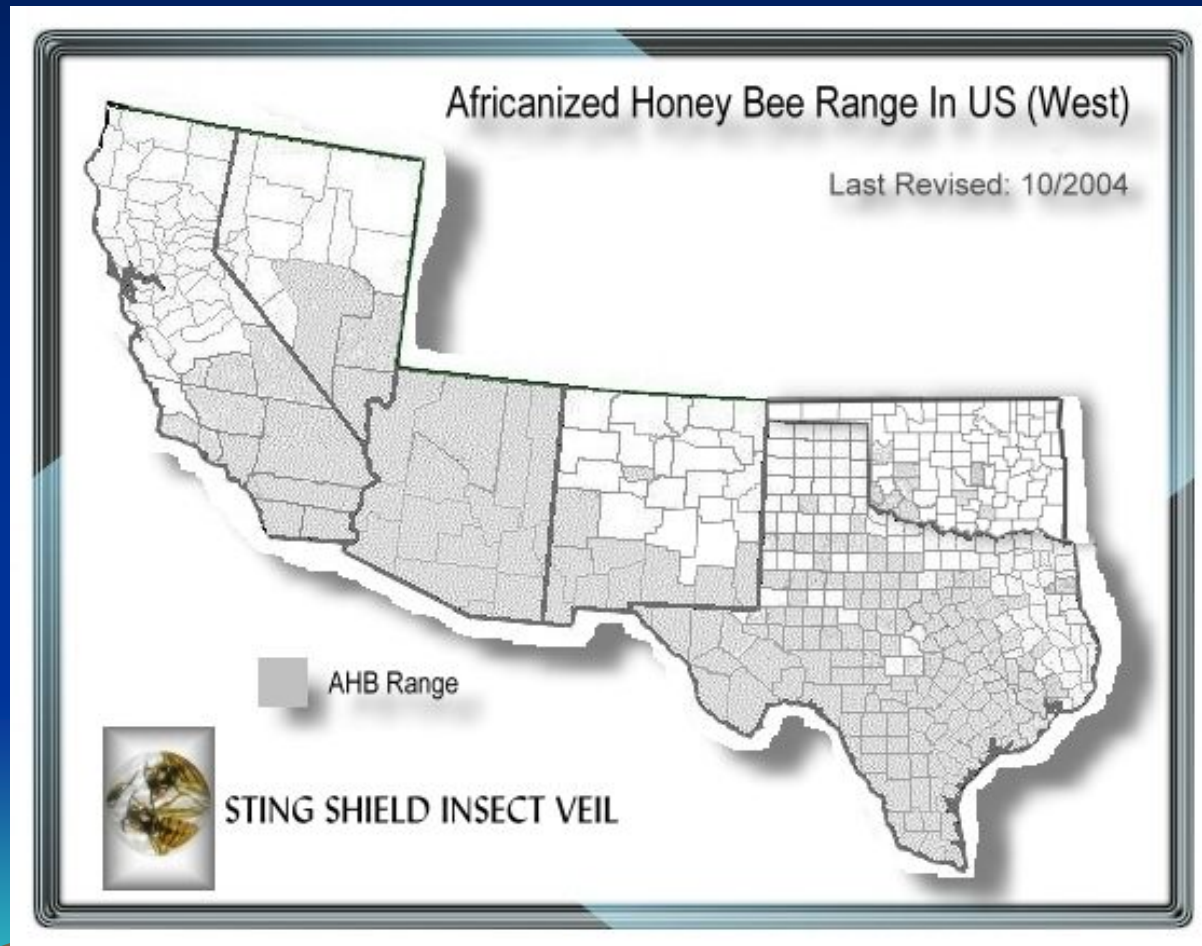 Africanized Honey Bee Range In US (West)
Last Revised: 10/2004
AHB Range
STING SHIELD INSECT VEIL